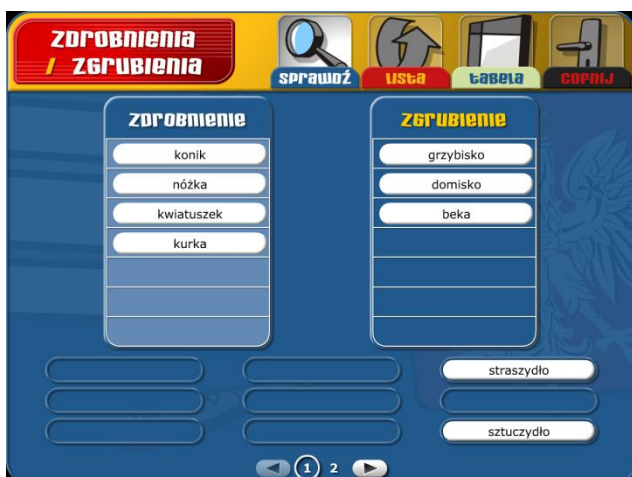 ZDROBNIENIA
/ ZGRUBIENIA
SPRAWDŹ
LISTA
TABELA
COFNIJ
ZDROBNIENIE
konik
nóżka
kwiatuszek
kurka
ZGRUBIENIE
grzybisko
domisko
beka
straszydło
sztuczydło
1 2